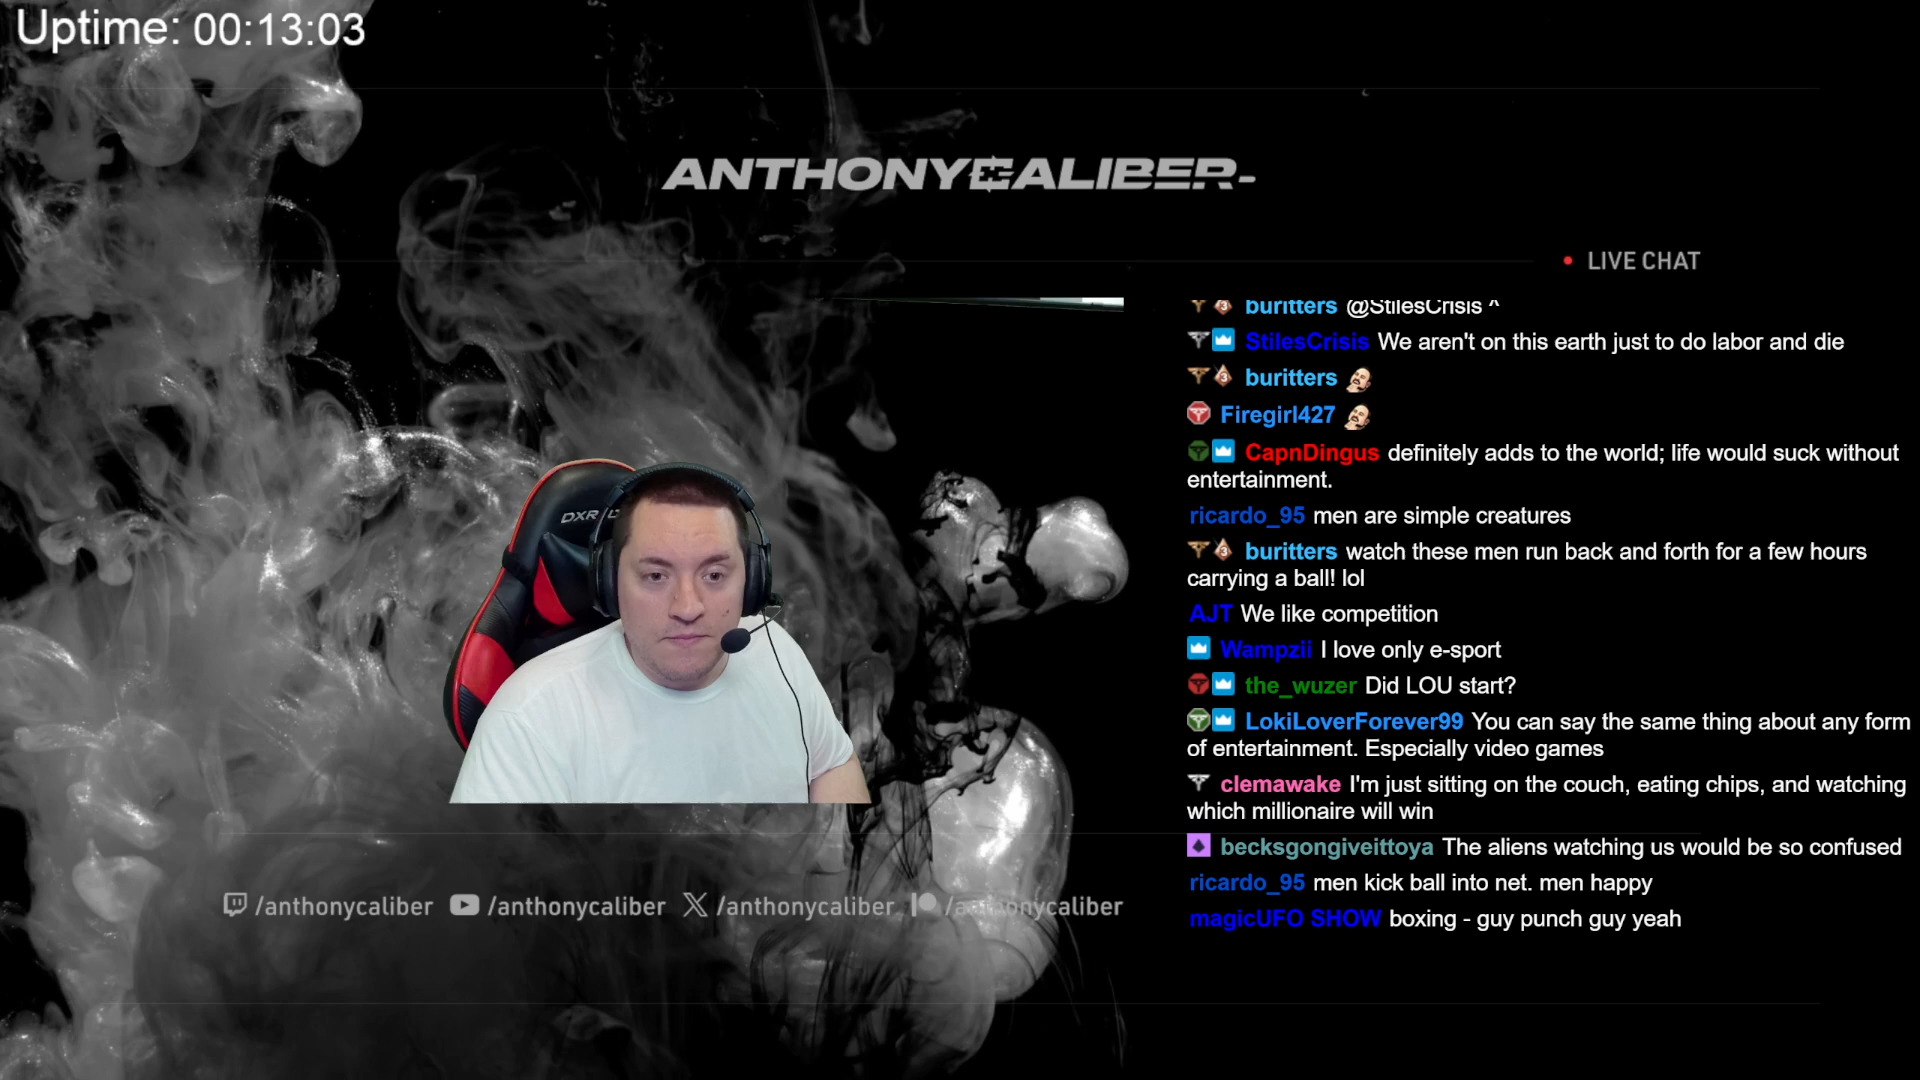 Uptime: 00:13:03
ANTHONYCALIBER-
LIVE CHAT
buritters @StilesCrisis ^
StilesCrisis We aren't on this earth just to do labor and die
buritters
Firegirl427
CapnDingus definitely adds to the world; life would suck without
entertainment.
ricardo_95 men are simple creatures
buritters watch these men run back and forth for a few hours
carrying a ball! lol
AJT We like competition
Wampzii I love only e-sport
the_wuzer Did LOU start?
LokiLoverForever99 You can say the same thing about any form
of entertainment. Especially video games
clemawake I'm just sitting on the couch, eating chips, and watching
which millionaire will win
becksgongiveittoya The aliens watching us would be so confused
ricardo_95 men kick ball into net. men happy
magicUFO SHOW boxing - guy punch guy yeah
DXR
/anthonycaliber /anthonycaliber /anthonycaliber /anthonycaliber